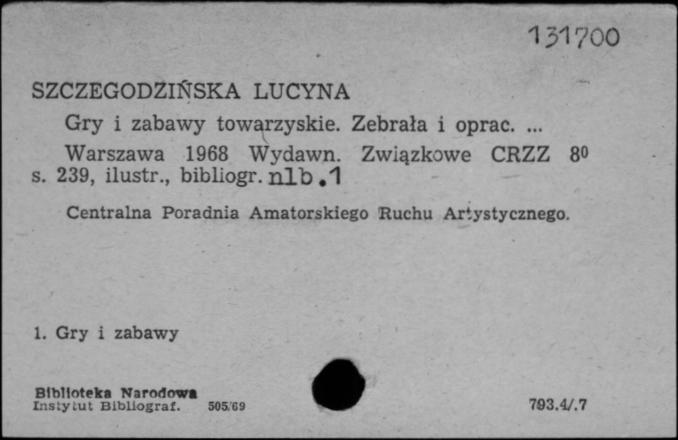 131700
SZCZEGODZIŃSKA LUCYNA
Gry i zabawy towarzyskie. Zebrała i oprac. ...
Warszawa 1968 Wydawn. Związkowe CRZZ 8⁰
s. 239, ilustr., bibliogr. nlb.1
Centralna Poradnia Amatorskiego Ruchu Artystycznego.
1. Gry i zabawy
Biblioteka Narodowa
Instytut Bibliograf. 505/69 793.4/.7